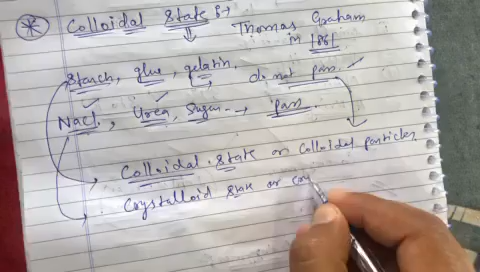 Colloidal State :→ Thomas Graham
in 1861
Starch, glue, gelatin, do not pass.
NaCl, Urea, Sugar → pass.
Colloidal State or Colloidal particles
Crystalloid State or cry